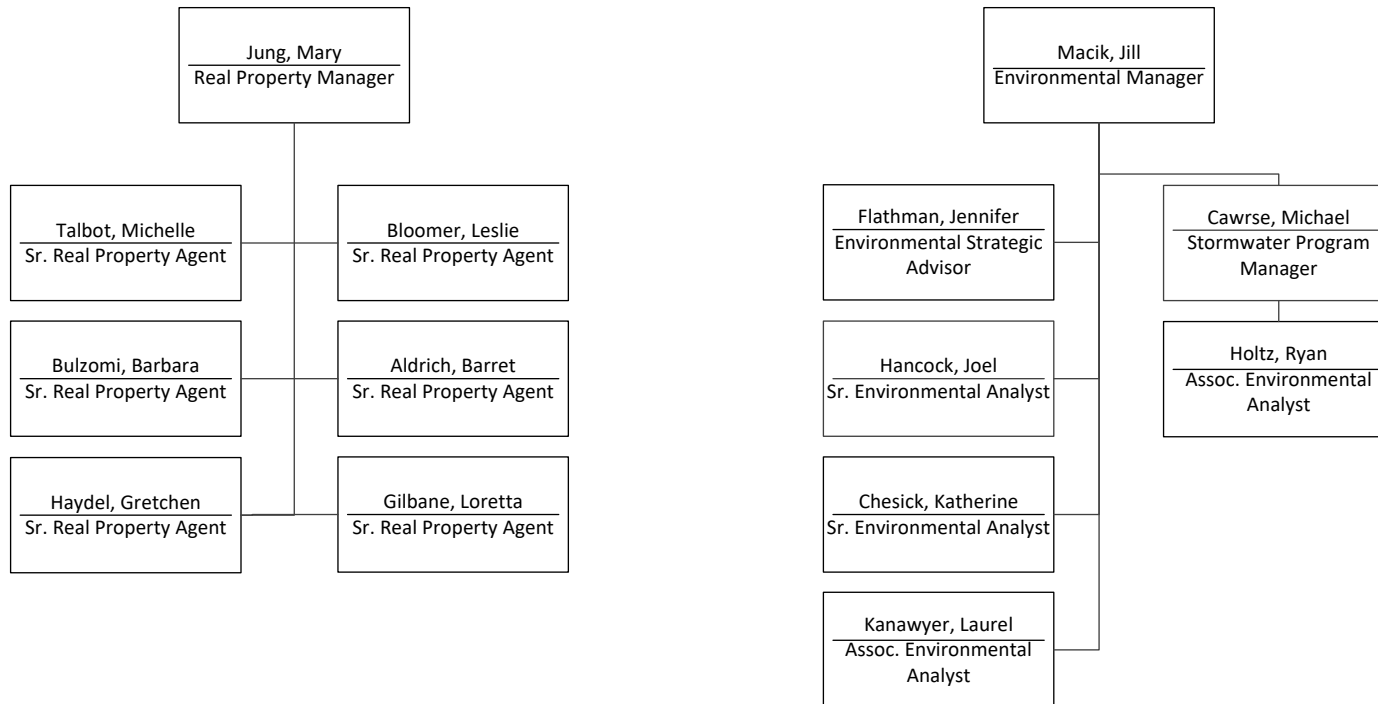 Jung, Mary
Real Property Manager
Macik, Jill
Environmental Manager
Talbot, Michelle
Sr. Real Property Agent
Bloomer, Leslie
Sr. Real Property Agent
Flathman, Jennifer
Environmental Strategic
Advisor
Cawrse, Michael
Stormwater Program
Manager
Bulzomi, Barbara
Sr. Real Property Agent
Aldrich, Barret
Sr. Real Property Agent
Hancock, Joel
Sr. Environmental Analyst
Holtz, Ryan
Assoc. Environmental
Analyst
Haydel, Gretchen
Sr. Real Property Agent
Gilbane, Loretta
Sr. Real Property Agent
Chesick, Katherine
Sr. Environmental Analyst
Kanawyer, Laurel
Assoc. Environmental
Analyst